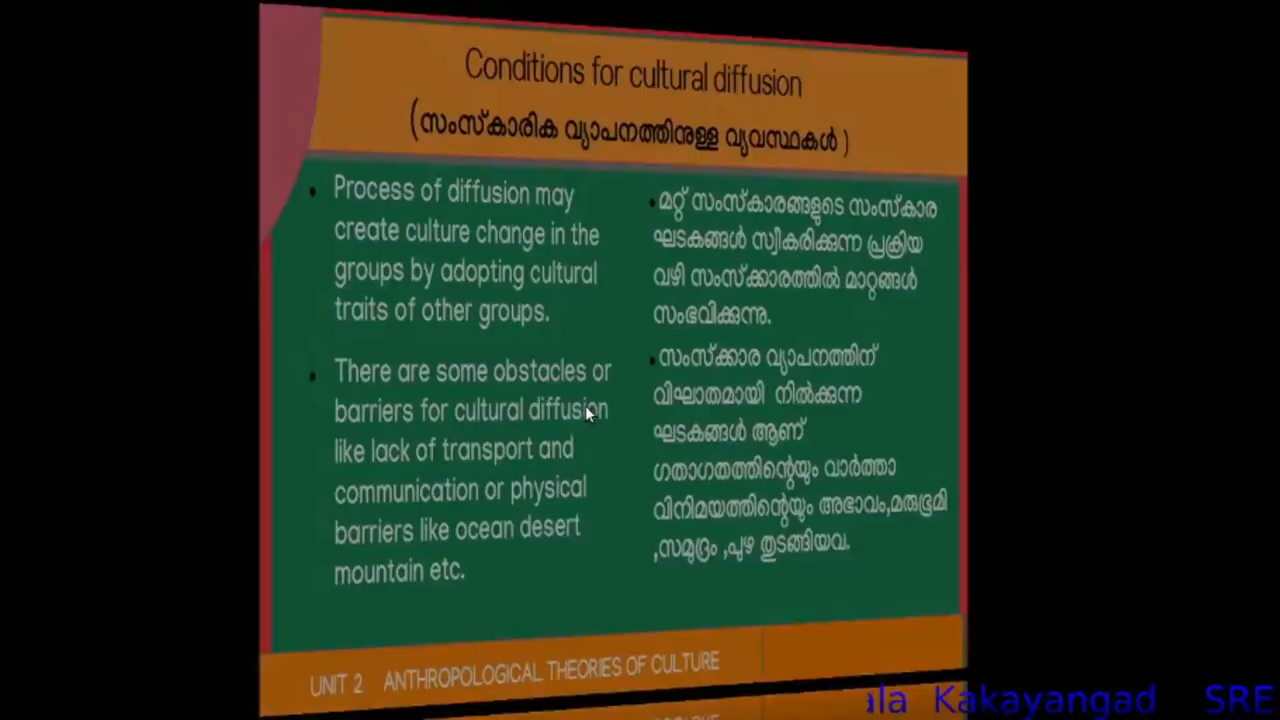 Conditions for cultural diffusion
(സംസ്കാരിക വ്യാപനത്തിനുള്ള വ്യവസ്ഥകൾ )
• Process of diffusion may
create culture change in the
groups by adopting cultural
traits of other groups.
• There are some obstacles or
barriers for cultural diffusion
like lack of transport and
communication or physical
barriers like ocean desert
mountain etc.
•മറ്റ് സംസ്കാരങ്ങളുടെ സംസ്കാര
ഘടകങ്ങൾ സ്വീകരിക്കുന്ന പ്രക്രിയ
വഴി സംസ്ക്കാരത്തിൽ മാറ്റങ്ങൾ
സംഭവിക്കുന്നു.
•സംസ്ക്കാര വ്യാപനത്തിന്
വിഘാതമായി നിൽക്കുന്ന
ഘടകങ്ങൾ ആണ്
ഗതാഗതത്തിന്റെയും വാർത്താ
വിനിമയത്തിന്റെയും അഭാവം,മരുഭൂമി
,സമുദ്രം ,പുഴ തുടങ്ങിയവ.
UNIT 2 ANTHROPOLOGICAL THEORIES OF CULTURE
Kakayangad SRE